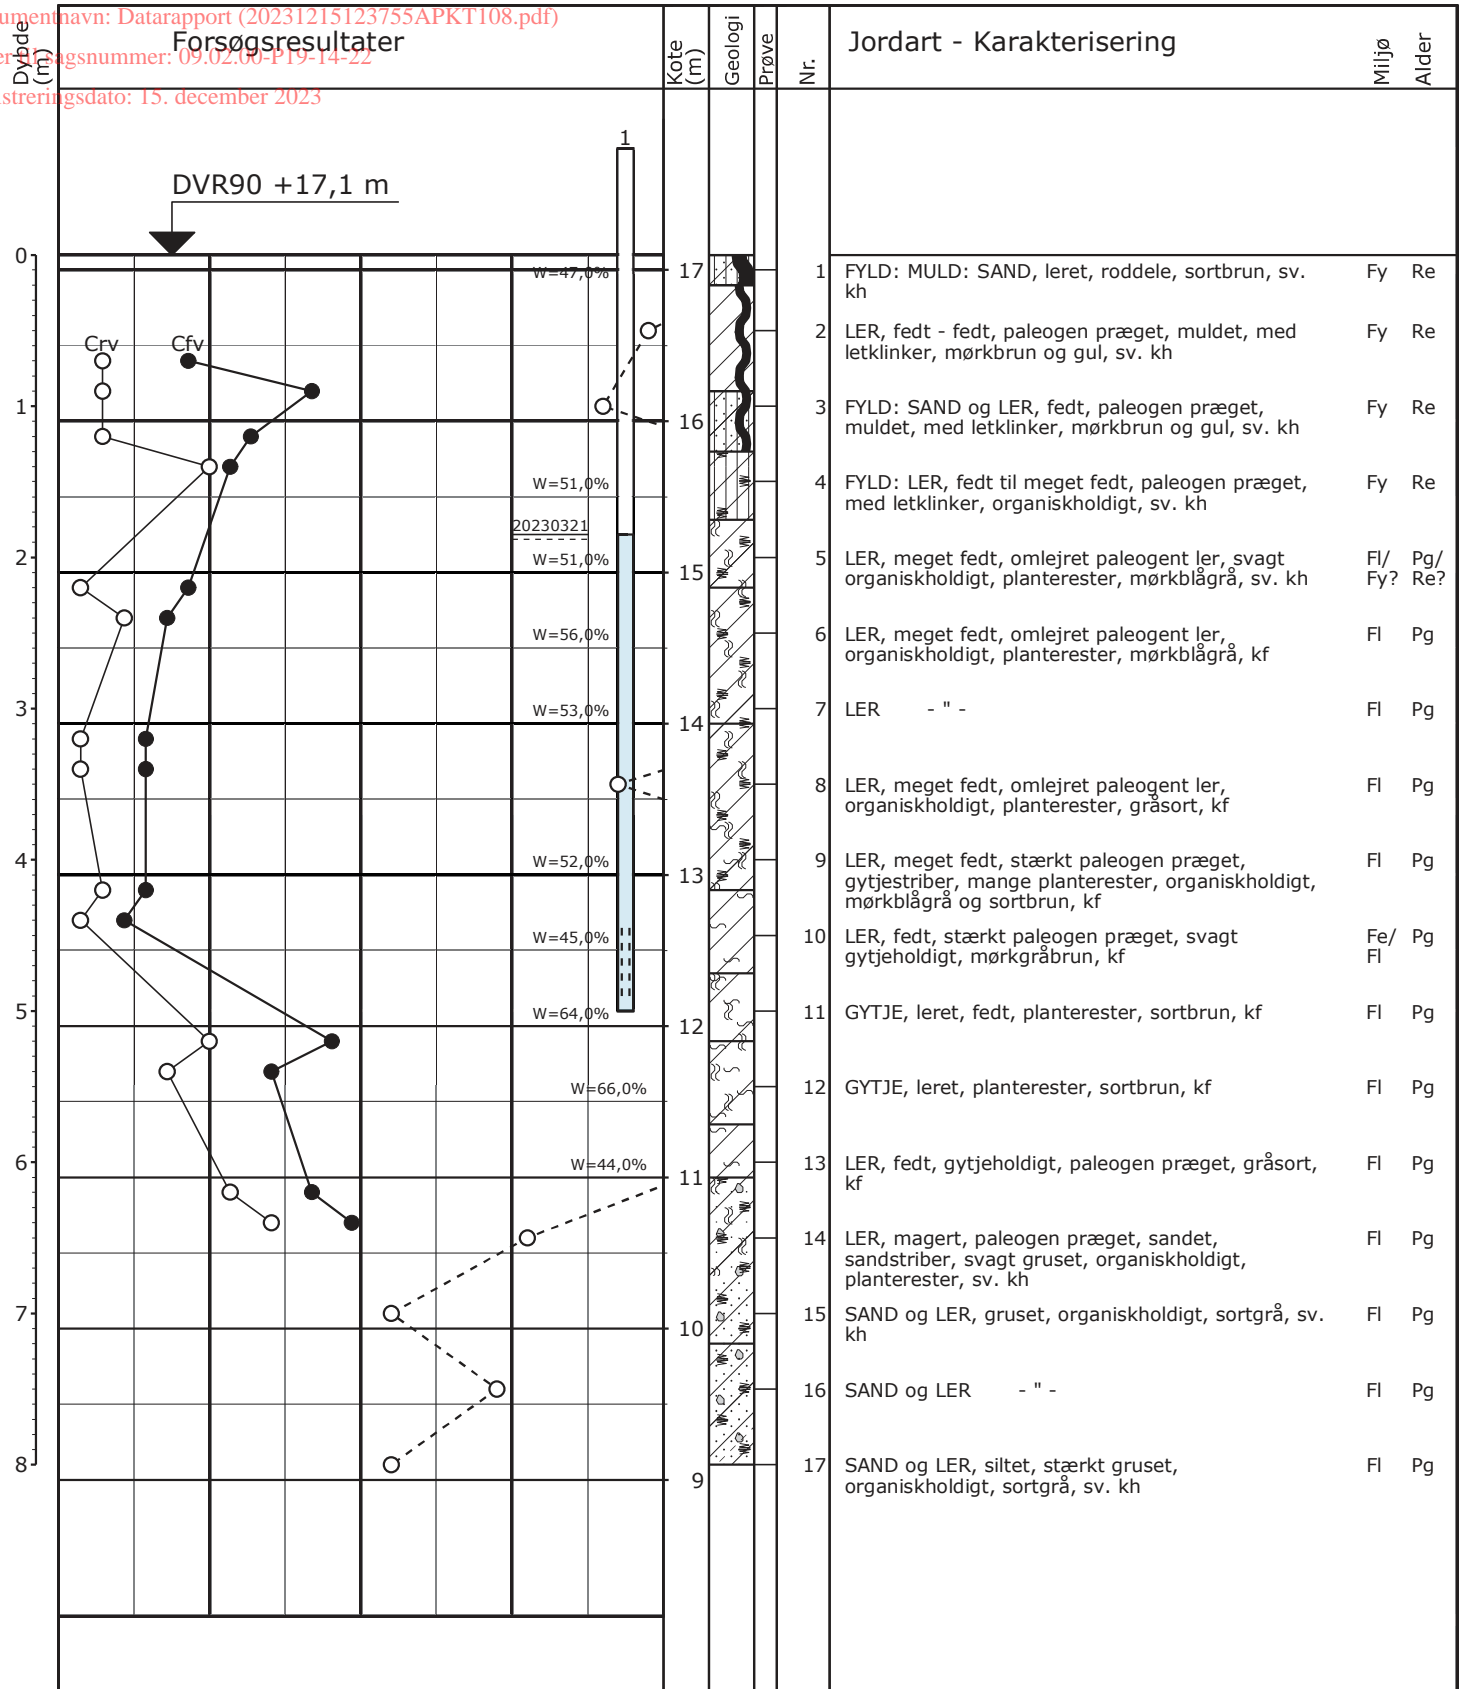 umentnavn: Datarapport (20231215123755APKT108.pdf)
er til sagsnummer: 09.02.00-P19-14-22
streringsdato: 15. december 2023
Dybde (m)
Forsøgsresultater
Kote (m)
Geologi
Prøve
Nr.
Jordart - Karakterisering
Miljø
Alder
1
DVR90 +17,1 m
0
W=47,0%
17
1 FYLD: MULD: SAND, leret, roddele, sortbrun, sv. Fy Re
kh
Crv Cfv
2 LER, fedt - fedt, paleogen præget, muldet, med Fy Re
letklinker, mørkbrun og gul, sv. kh
1
16
3 FYLD: SAND og LER, fedt, paleogen præget, Fy Re
muldet, med letklinker, mørkbrun og gul, sv. kh
W=51,0%
4 FYLD: LER, fedt til meget fedt, paleogen præget, Fy Re
med letklinker, organiskholdigt, sv. kh
20230321
2
W=51,0%
15
5 LER, meget fedt, omlejret paleogent ler, svagt Fl/ Pg/
organiskholdigt, planterester, mørkblågrå, sv. kh Fy? Re?
W=56,0%
6 LER, meget fedt, omlejret paleogent ler, Fl Pg
organiskholdigt, planterester, mørkblågrå, kf
3
W=53,0%
14
7 LER - " - Fl Pg
8 LER, meget fedt, omlejret paleogent ler, Fl Pg
organiskholdigt, planterester, gråsort, kf
4
W=52,0%
13
9 LER, meget fedt, stærkt paleogen præget, Fl Pg
gytjestriber, mange planterester, organiskholdigt,
mørkblågrå og sortbrun, kf
W=45,0%
10 LER, fedt, stærkt paleogen præget, svagt Fe/ Pg
gytjeholdigt, mørkgråbrun, kf Fl
5
W=64,0%
12
11 GYTJE, leret, fedt, planterester, sortbrun, kf Fl Pg
W=66,0%
12 GYTJE, leret, planterester, sortbrun, kf Fl Pg
6
W=44,0%
11
13 LER, fedt, gytjeholdigt, paleogen præget, gråsort, Fl Pg
kf
14 LER, magert, paleogen præget, sandet, Fl Pg
sandstriber, svagt gruset, organiskholdigt,
planterester, sv. kh
7
10
15 SAND og LER, gruset, organiskholdigt, sortgrå, sv. Fl Pg
kh
16 SAND og LER - " - Fl Pg
8
9
17 SAND og LER, siltet, stærkt gruset, Fl Pg
organiskholdigt, sortgrå, sv. kh